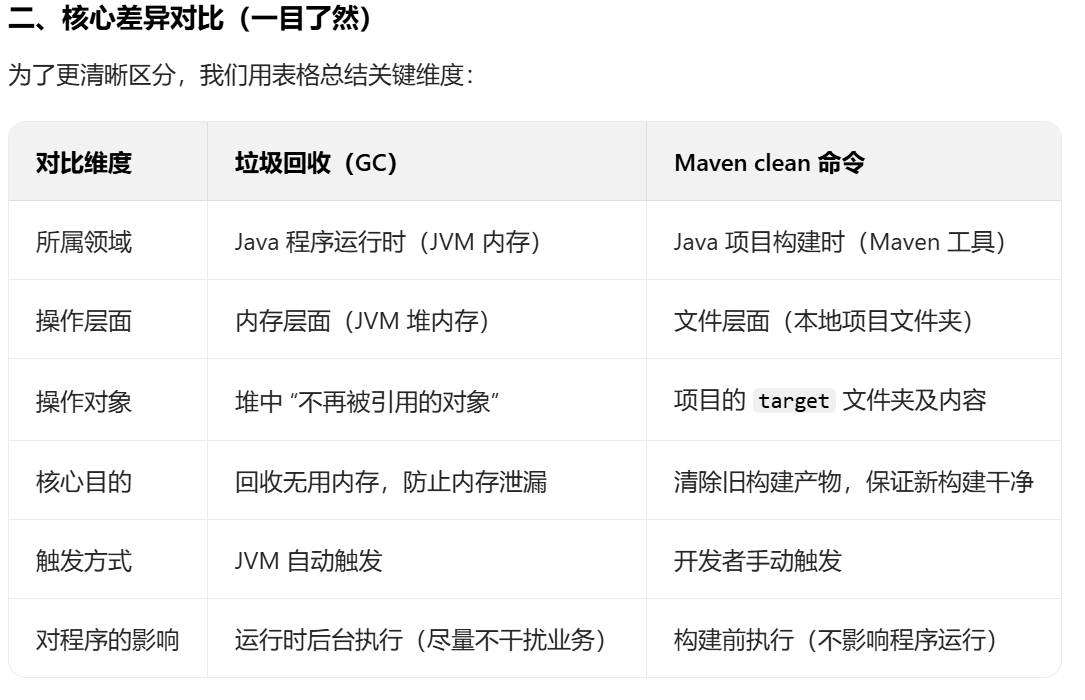 二、核心差异对比（一目了然）
为了更清晰区分，我们用表格总结关键维度：
对比维度 垃圾回收（GC） Maven clean 命令
所属领域 Java 程序运行时（JVM 内存） Java 项目构建时（Maven 工具）
操作层面 内存层面（JVM 堆内存） 文件层面（本地项目文件夹）
操作对象 堆中 “不再被引用的对象” 项目的 target 文件夹及内容
核心目的 回收无用内存，防止内存泄漏 清除旧构建产物，保证新构建干净
触发方式 JVM 自动触发 开发者手动触发
对程序的影响 运行时后台执行（尽量不干扰业务） 构建前执行（不影响程序运行）